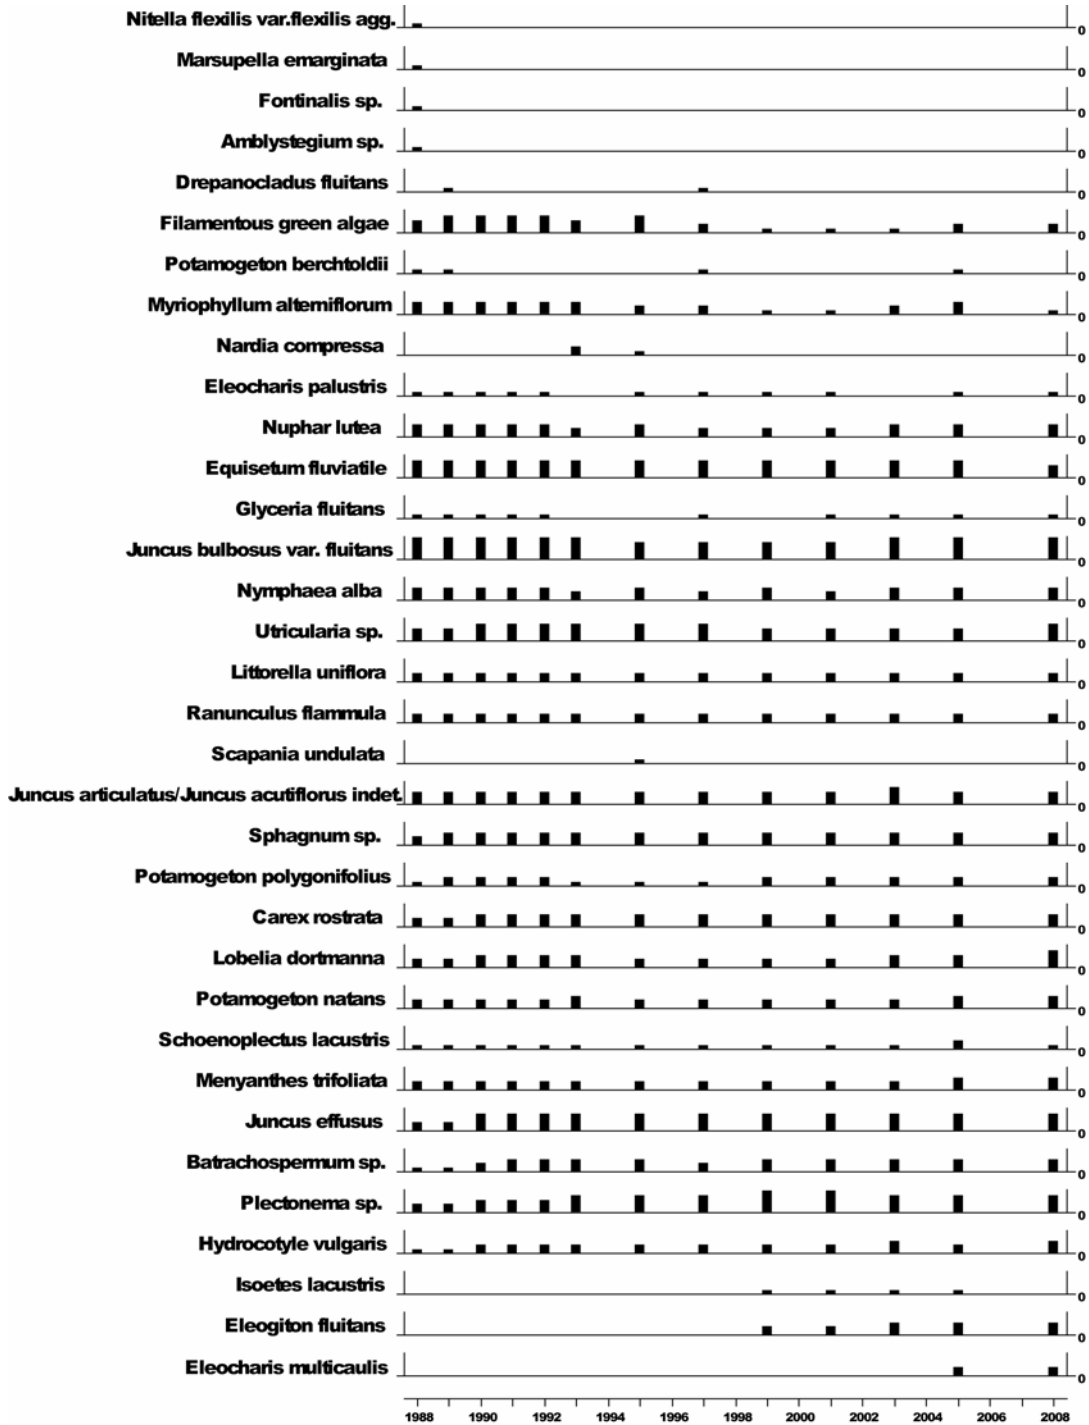 Nitella flexilis var.flexilis agg. 0
Marsupella emarginata 0
Fontinalis sp. 0
Amblystegium sp. 0
Drepanocladus fluitans 0
Filamentous green algae 0
Potamogeton berchtoldii 0
Myriophyllum alterniflorum 0
Nardia compressa 0
Eleocharis palustris 0
Nuphar lutea 0
Equisetum fluviatile 0
Glyceria fluitans 0
Juncus bulbosus var. fluitans 0
Nymphaea alba 0
Utricularia sp. 0
Littorella uniflora 0
Ranunculus flammula 0
Scapania undulata 0
Juncus articulatus/Juncus acutiflorus indet. 0
Sphagnum sp. 0
Potamogeton polygonifolius 0
Carex rostrata 0
Lobelia dortmanna 0
Potamogeton natans 0
Schoenoplectus lacustris 0
Menyanthes trifoliata 0
Juncus effusus 0
Batrachospermum sp. 0
Plectonema sp. 0
Hydrocotyle vulgaris 0
Isoetes lacustris 0
Eleogiton fluitans 0
Eleocharis multicaulis 0
1988 1990 1992 1994 1996 1998 2000 2002 2004 2006 2008